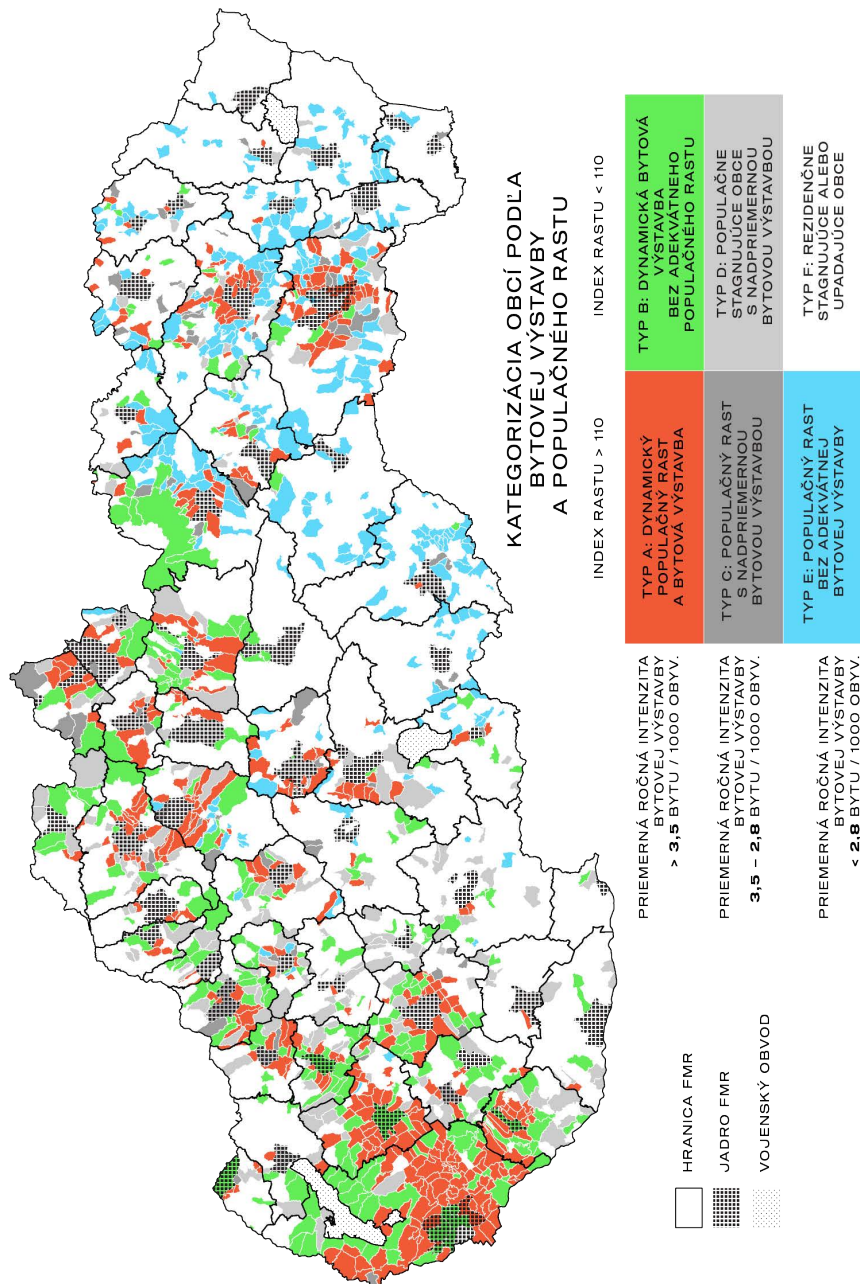 KATEGORIZÁCIA OBCÍ PODĽA
BYTOVEJ VÝSTAVBY
A POPULAČNÉHO RASTU
INDEX RASTU > 110
INDEX RASTU < 110
PRIEMERNÁ ROČNÁ INTENZITA
BYTOVEJ VÝSTAVBY
> 3,5 BYTU / 1000 OBYV.
TYP A: DYNAMICKÝ
POPULAČNÝ RAST
A BYTOVÁ VÝSTAVBA
TYP B: DYNAMICKÁ BYTOVÁ
VÝSTAVBA
BEZ ADEKVÁTNEHO
POPULAČNÉHO RASTU
PRIEMERNÁ ROČNÁ INTENZITA
BYTOVEJ VÝSTAVBY
3,5 – 2,8 BYTU / 1000 OBYV.
TYP C: POPULAČNÝ RAST
S NADPRIEMERNOU
BYTOVOU VÝSTAVBOU
TYP D: POPULAČNE
STAGNUJÚCE OBCE
S NADPRIEMERNOU
BYTOVOU VÝSTAVBOU
PRIEMERNÁ ROČNÁ INTENZITA
BYTOVEJ VÝSTAVBY
< 2,8 BYTU / 1000 OBYV.
TYP E: POPULAČNÝ RAST
BEZ ADEKVÁTNEJ
BYTOVEJ VÝSTAVBY
TYP F: REZIDENČNE
STAGNUJÚCE ALEBO
UPADAJÚCE OBCE
HRANICA FMR
JADRO FMR
VOJENSKÝ OBVOD